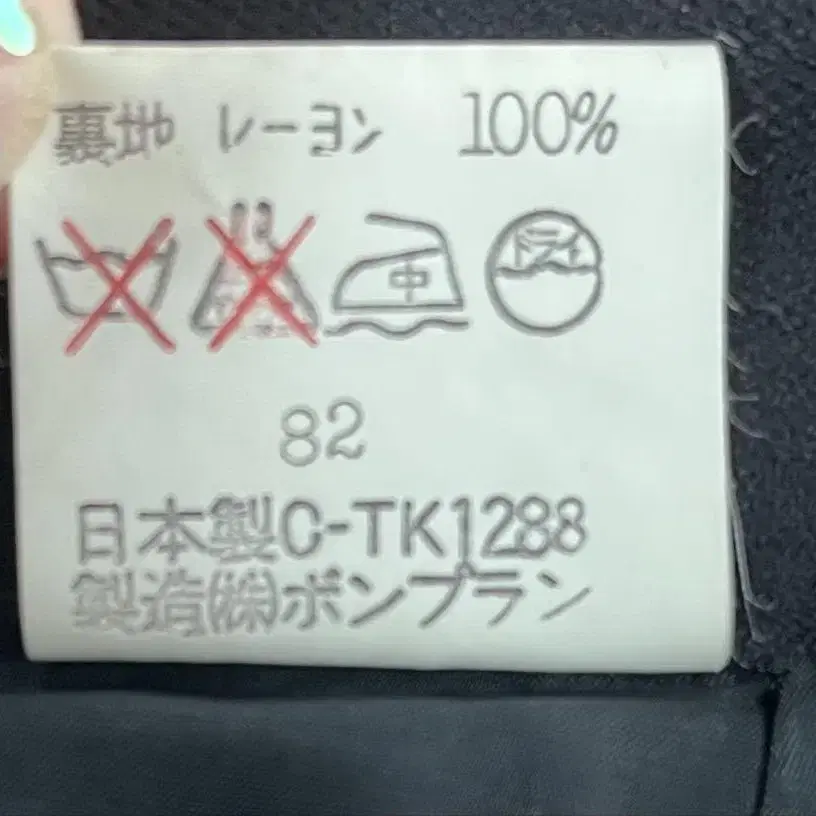 裏地 レーヨン 100%
中 ドライ
82
日本製C-TK1288
製造㈱ボンプラン